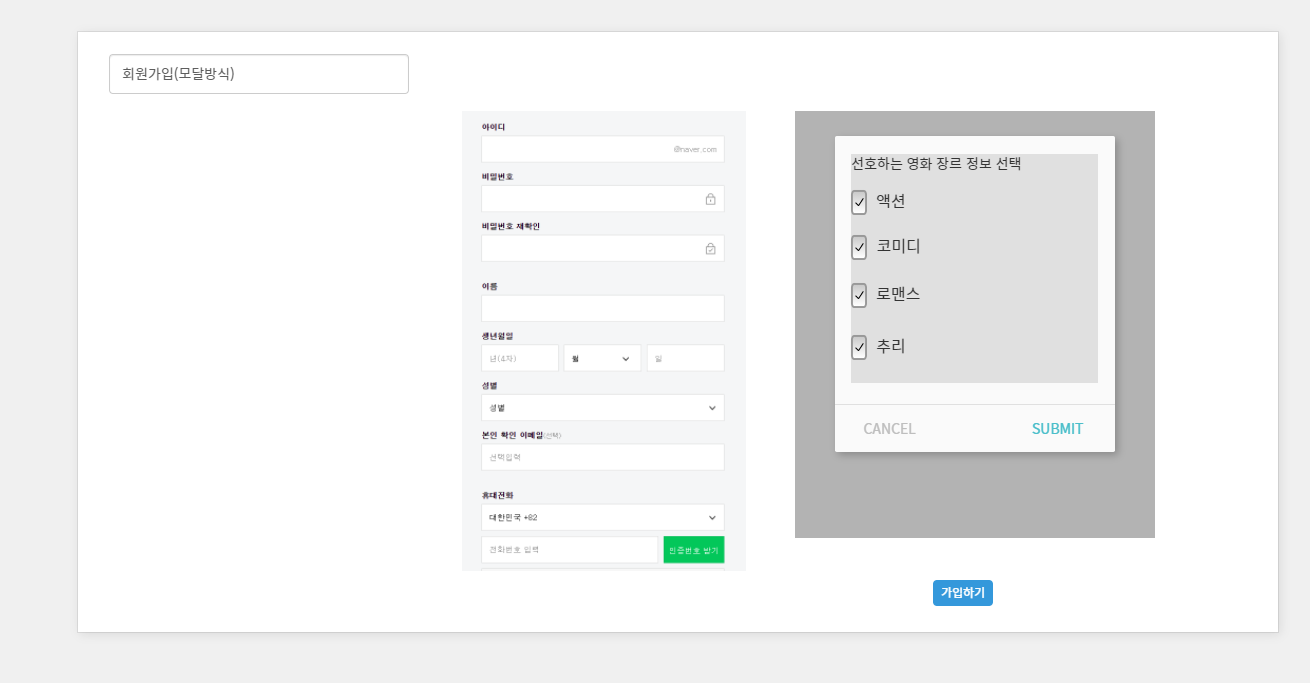 회원가입(모달방식)
아이디
@naver.com
비밀번호
비밀번호 재확인
이름
생년월일
년(4자) 월 일
성별
성별
본인 확인 이메일(선택)
선택입력
휴대전화
대한민국 +82
전화번호 입력 인증번호 받기
선호하는 영화 장르 정보 선택
액션
코미디
로맨스
추리
CANCEL SUBMIT
가입하기